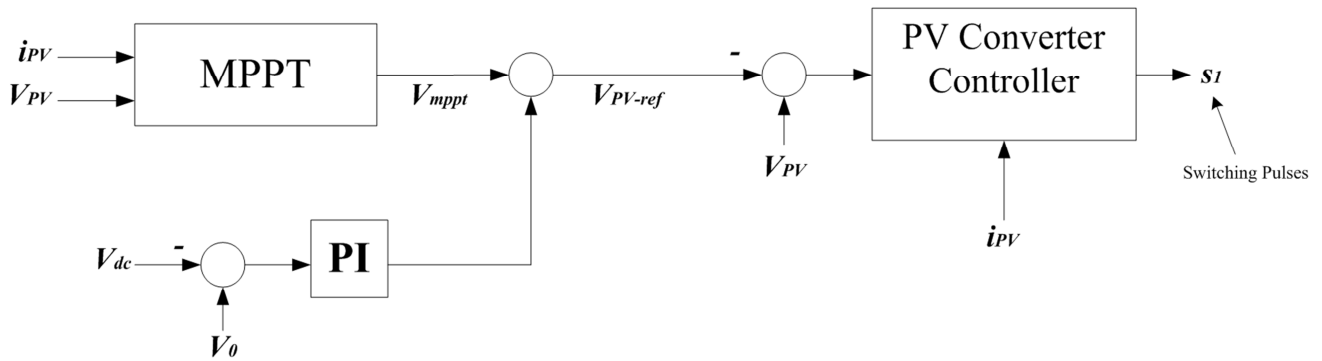 iPV
VPV
MPPT
Vmppt
VPV-ref
-
VPV
PV Converter
Controller
s1
Switching Pulses
iPV
Vdc
-
PI
V0